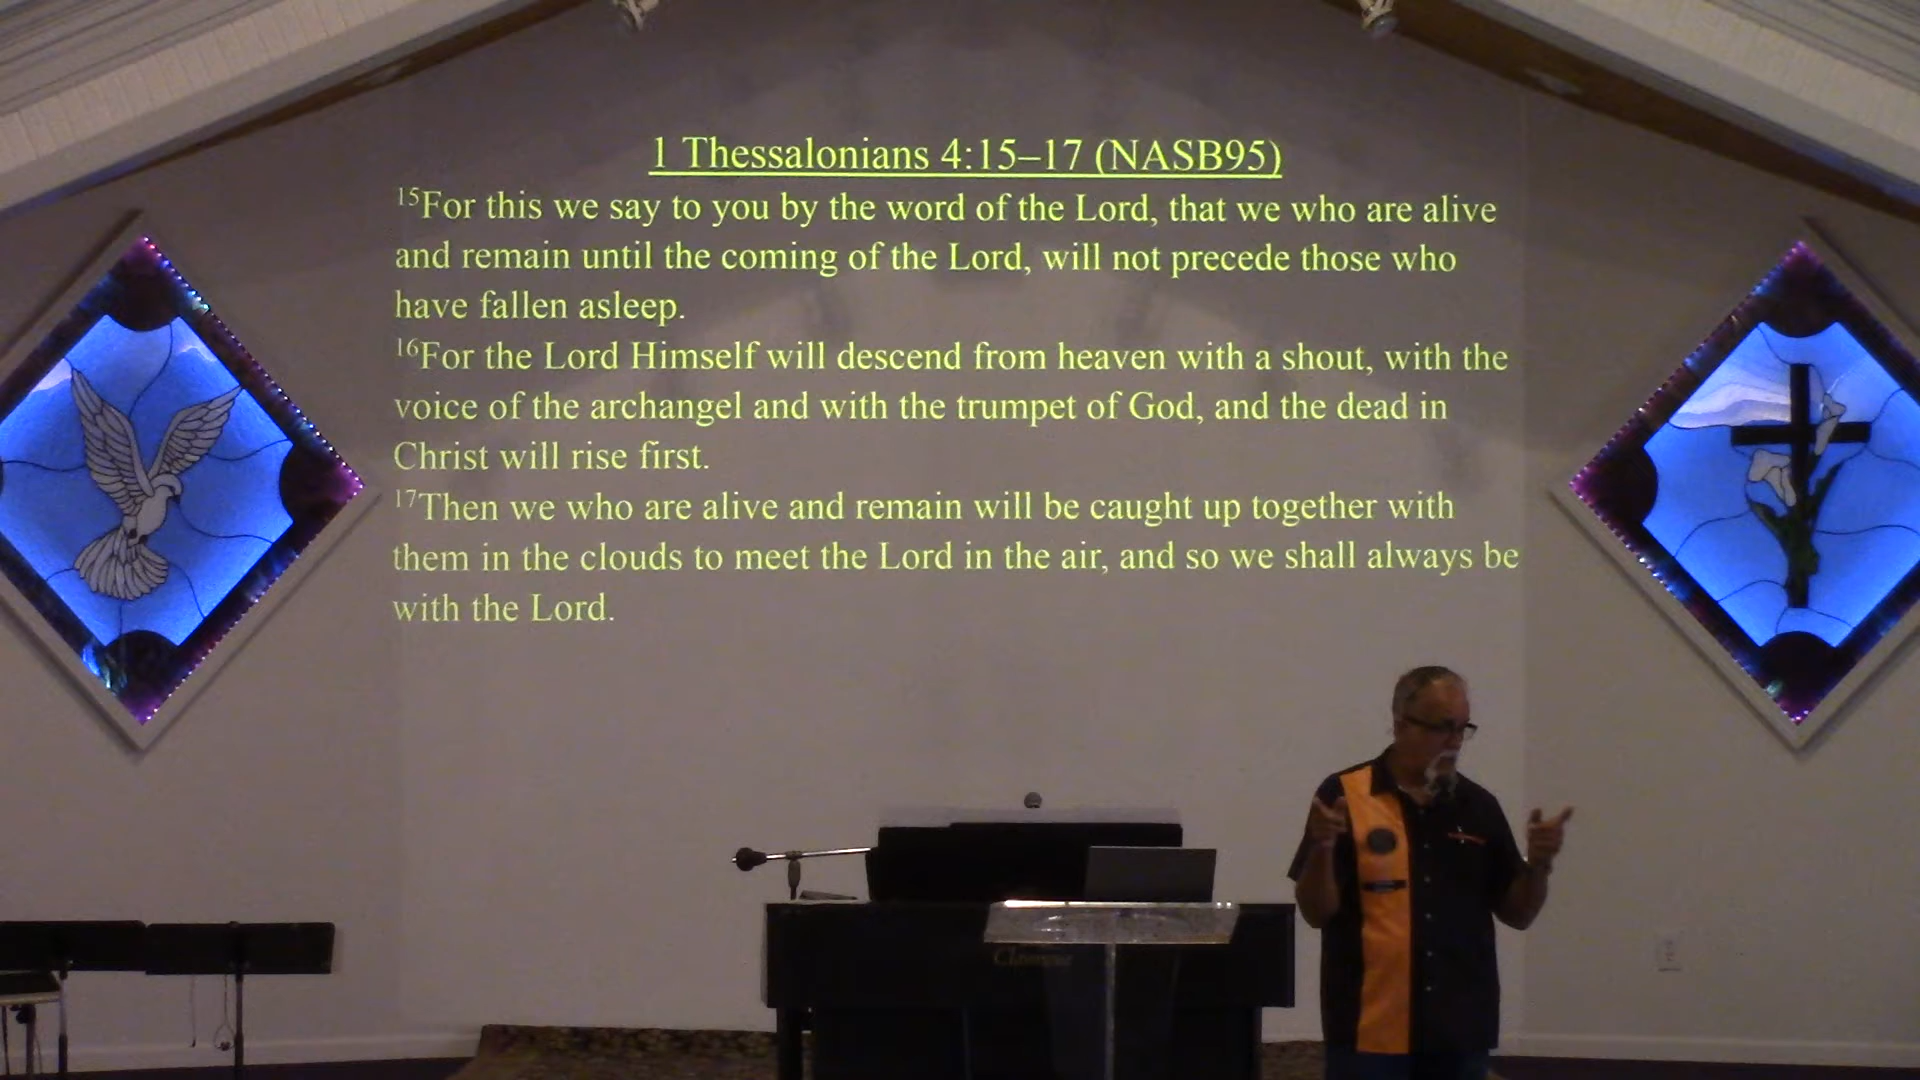 1 Thessalonians 4:15–17 (NASB95)
15For this we say to you by the word of the Lord, that we who are alive
and remain until the coming of the Lord, will not precede those who
have fallen asleep.
16For the Lord Himself will descend from heaven with a shout, with the
voice of the archangel and with the trumpet of God, and the dead in
Christ will rise first.
17Then we who are alive and remain will be caught up together with
them in the clouds to meet the Lord in the air, and so we shall always be
with the Lord.